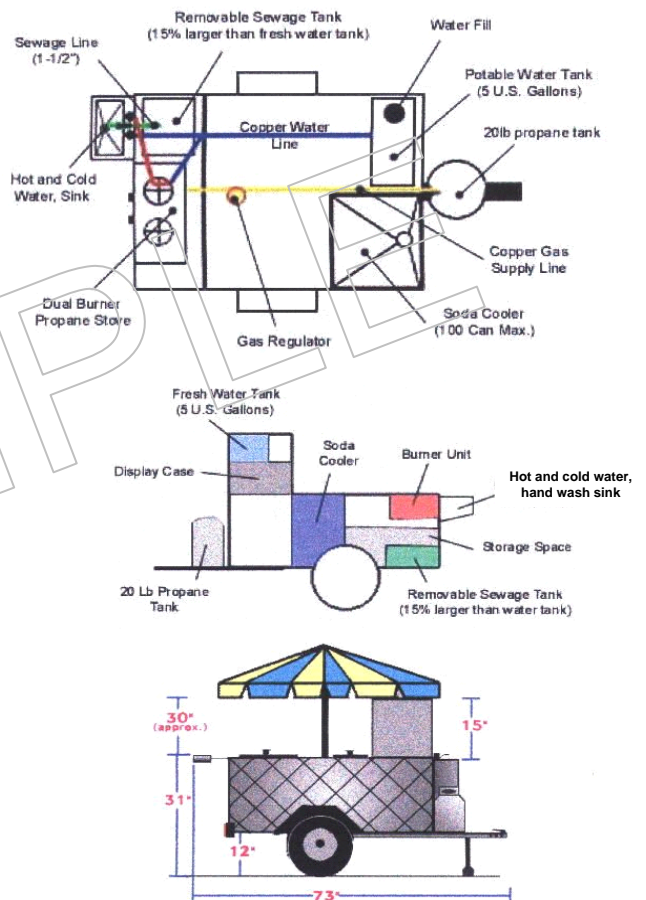 Removable Sewage Tank
(15% larger than fresh water tank)
Water Fill
Sewage Line
(1-1/2")
Potable Water Tank
(5 U.S. Gallons)
Copper Water
Line
20lb propane tank
Hot and Cold
Water, Sink
Copper Gas
Supply Line
Dual Burner
Propane Stove
Gas Regulator
Soda Cooler
(100 Can Max.)
Fresh Water Tank
(5 U.S. Gallons)
Soda
Cooler
Burner Unit
Display Case
Hot and cold water,
hand wash sink
Storage Space
20 Lb Propane
Tank
Removable Sewage Tank
(15% larger than water tank)
30"
(approx.)
15"
31"
12"
73"